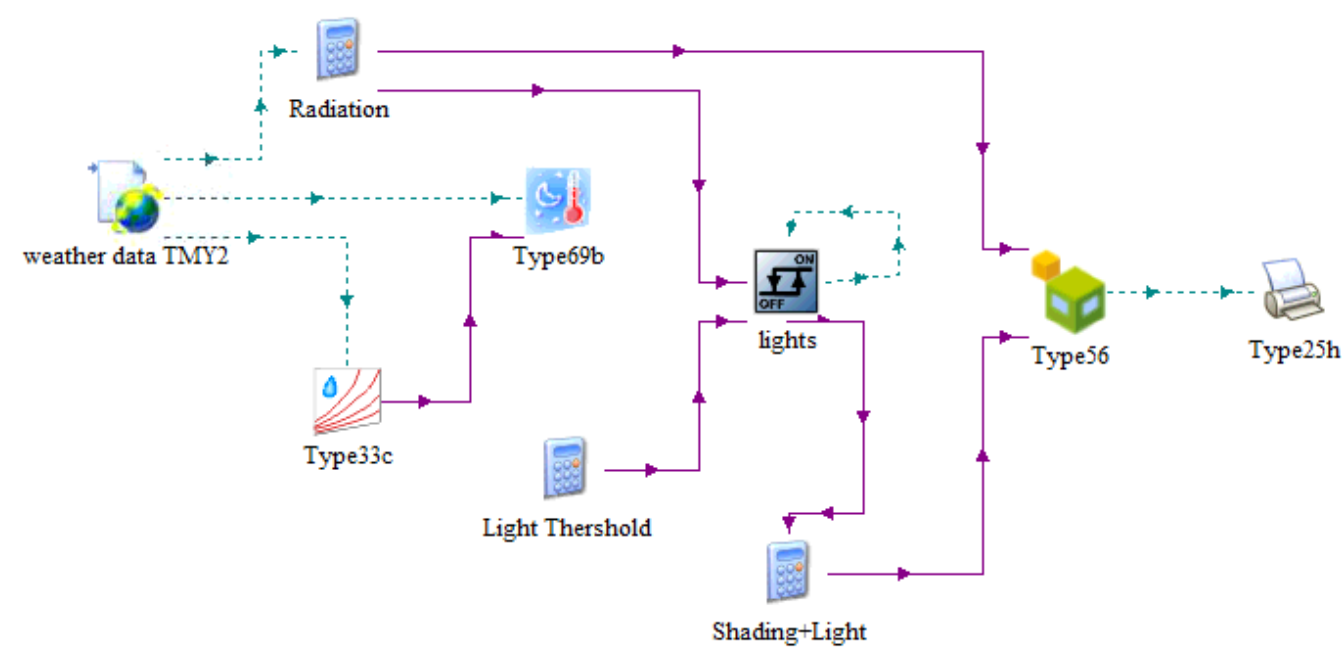 Radiation
weather data TMY2
Type69b
ON
OFF
lights
Type56
Type25h
Type33c
Light Thershold
Shading+Light